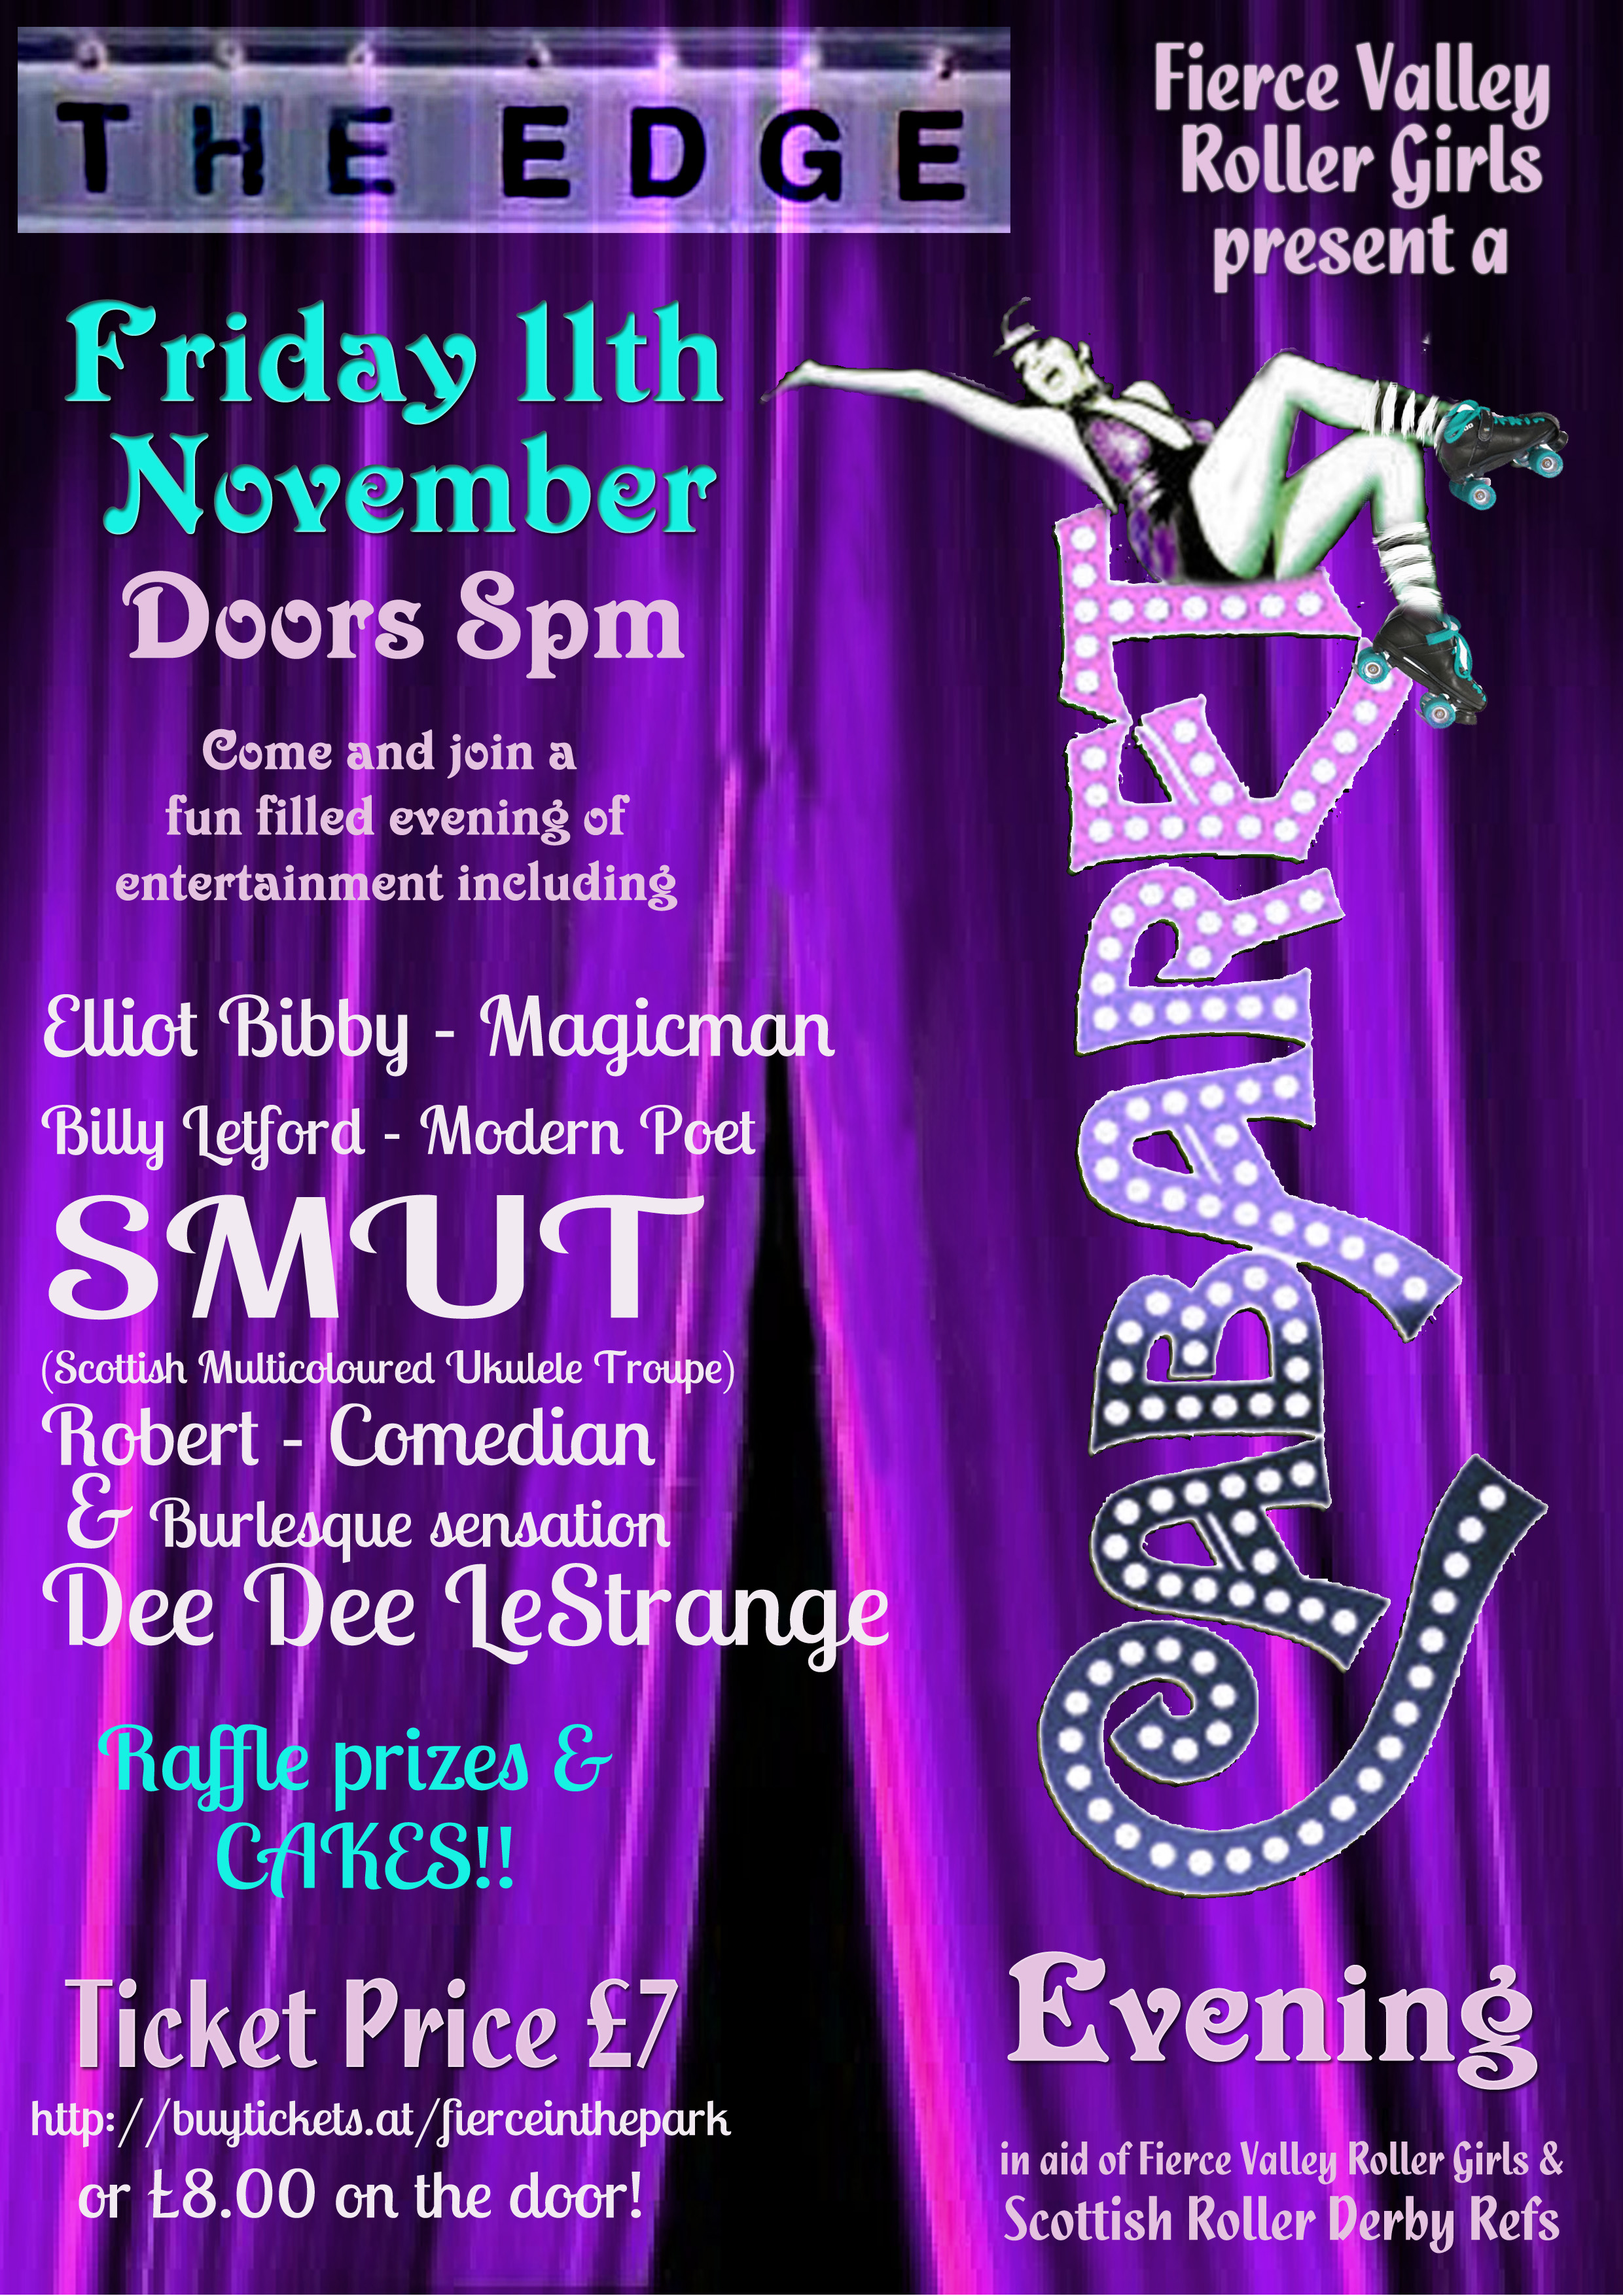 THE EDGE
Fierce Valley
Roller Girls
present a
Friday 11th
November
Doors 8pm
Come and join a
fun filled evening of
entertainment including
Elliot Bibby - Magicman
Billy Letford - Modern Poet
SMUT
(Scottish Multicoloured Ukulele Troupe)
Robert - Comedian
& Burlesque sensation
Dee Dee LeStrange
Raffle prizes &
CAKES!!
Ticket Price £7
http://buytickets.at/fierceinthepark
or £8.00 on the door!
CABARET
Evening
in aid of Fierce Valley Roller Girls &
Scottish Roller Derby Refs